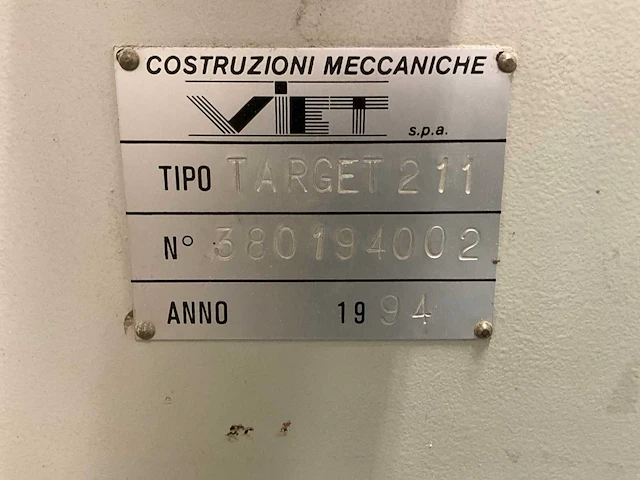 COSTRUZIONI MECCANICHE
VIET s.p.a.
TIPO TARGET 211
N° 380194002
ANNO 1994